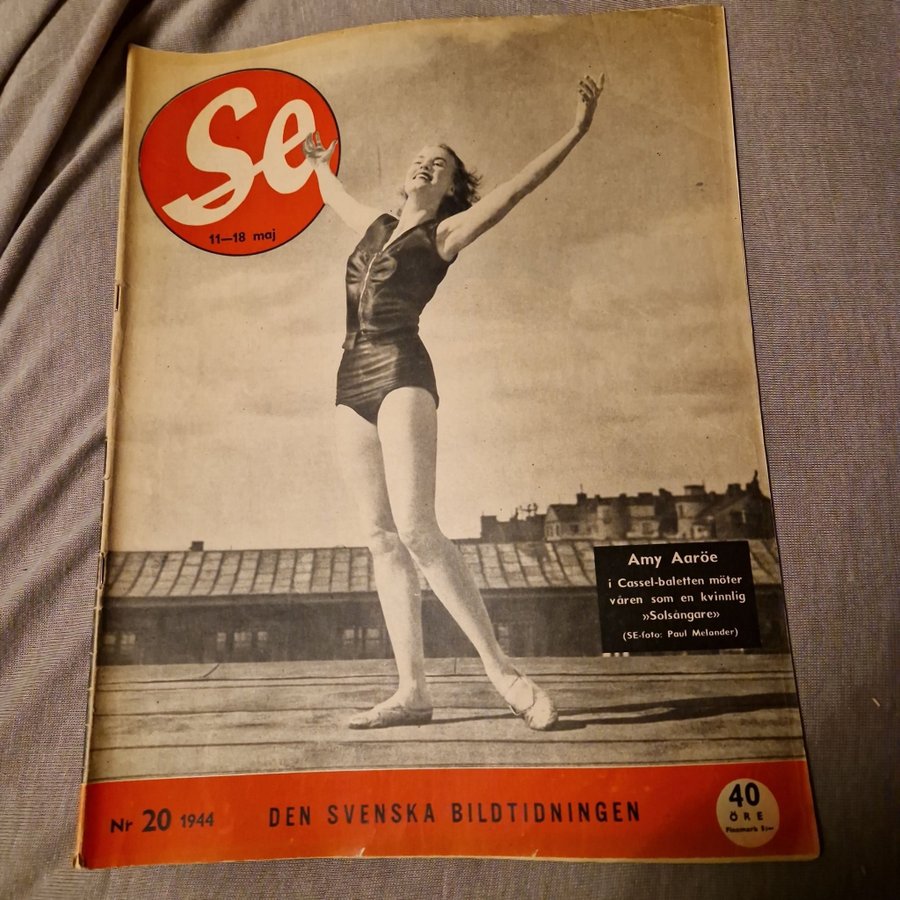 Se
11—18 maj
Amy Aaröe
i Cassel-baletten möter
våren som en kvinnlig
»Solsångare»
(SE-foto: Paul Melander)
Nr 20 1944
DEN SVENSKA BILDTIDNINGEN
40
ÖRE
Finnmark